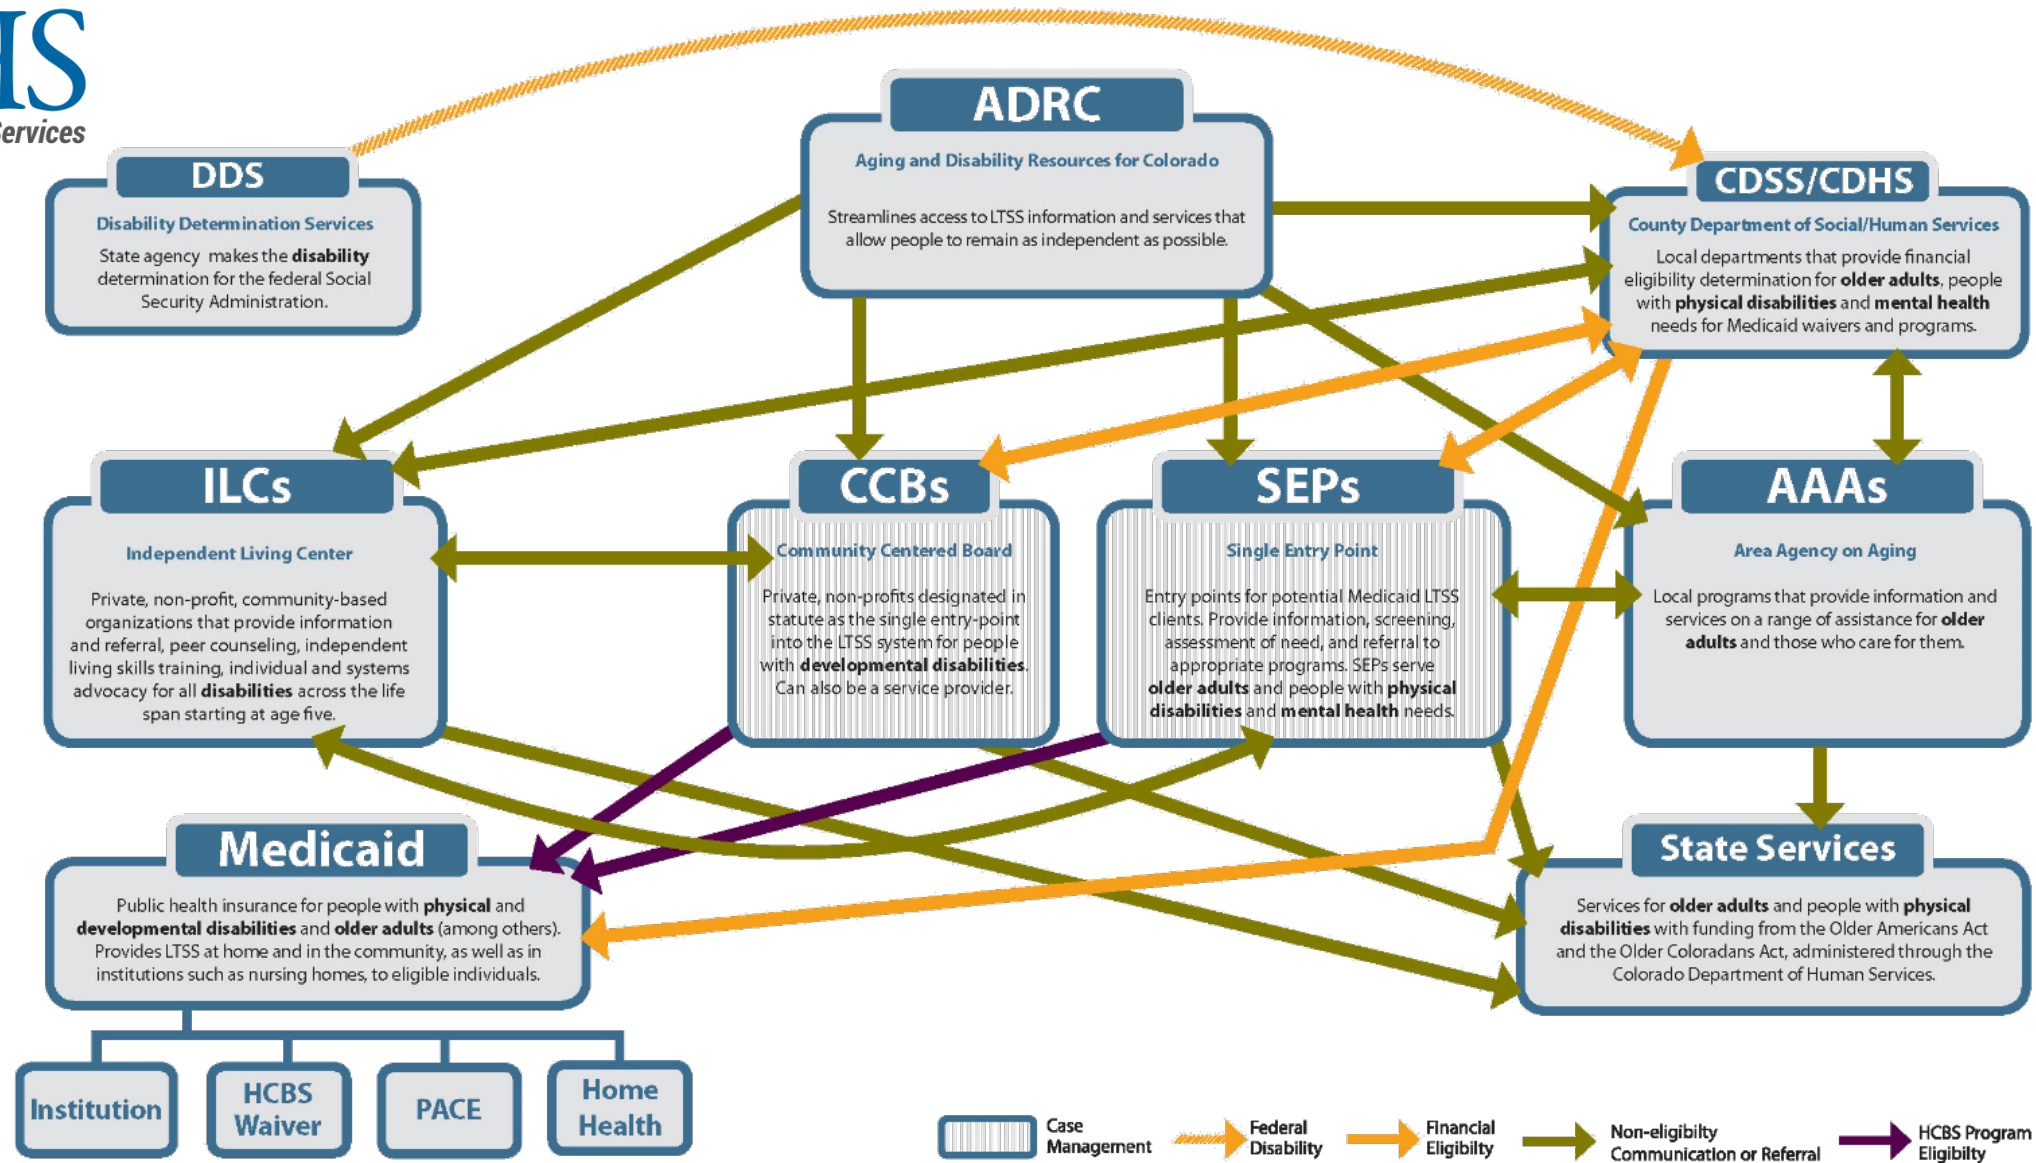 HS
Services
DDS
Disability Determination Services
State agency makes the disability
determination for the federal Social
Security Administration.
ADRC
Aging and Disability Resources for Colorado
Streamlines access to LTSS information and services that
allow people to remain as independent as possible.
CDSS/CDHS
County Department of Social/Human Services
Local departments that provide financial
eligibility determination for older adults, people
with physical disabilities and mental health
needs for Medicaid waivers and programs.
ILCs
Independent Living Center
Private, non-profit, community-based
organizations that provide information
and referral, peer counseling, independent
living skills training, individual and systems
advocacy for all disabilities across the life
span starting at age five.
CCBs
Community Centered Board
Private, non-profits designated in
statute as the single entry-point
into the LTSS system for people
with developmental disabilities.
Can also be a service provider.
SEPs
Single Entry Point
Entry points for potential Medicaid LTSS
clients. Provide information, screening,
assessment of need, and referral to
appropriate programs. SEPs serve
older adults and people with physical
disabilities and mental health needs.
AAAs
Area Agency on Aging
Local programs that provide information and
services on a range of assistance for older
adults and those who care for them.
Medicaid
Public health insurance for people with physical and
developmental disabilities and older adults (among others).
Provides LTSS at home and in the community, as well as in
institutions such as nursing homes, to eligible individuals.
State Services
Services for older adults and people with physical
disabilities with funding from the Older Americans Act
and the Older Coloradans Act, administered through the
Colorado Department of Human Services.
Institution
HCBS
Waiver
PACE
Home
Health
Case
Management
Federal
Disability
Financial
Eligibilty
Non-eligibilty
Communication or Referral
HCBS Program
Eligibilty